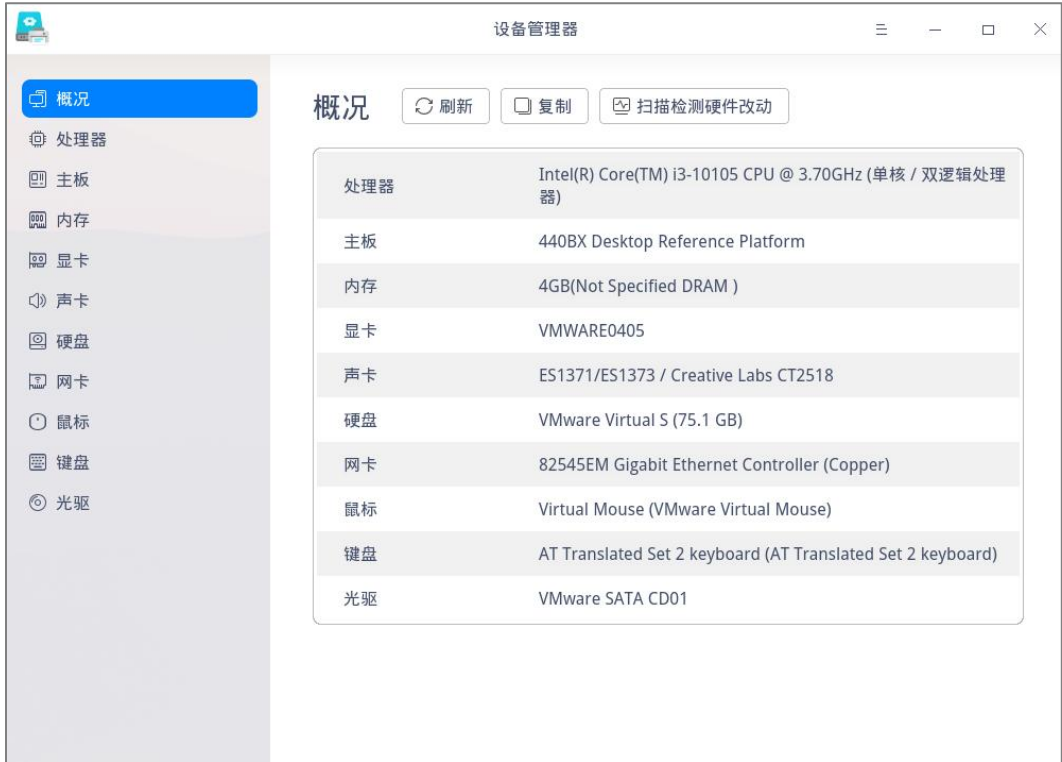 设备管理器
概况
处理器
主板
内存
显卡
声卡
硬盘
网卡
鼠标
键盘
光驱
概况 刷新 复制 扫描检测硬件改动
处理器 Intel(R) Core(TM) i3-10105 CPU @ 3.70GHz (单核 / 双逻辑处理
器)
主板 440BX Desktop Reference Platform
内存 4GB(Not Specified DRAM )
显卡 VMWARE0405
声卡 ES1371/ES1373 / Creative Labs CT2518
硬盘 VMware Virtual S (75.1 GB)
网卡 82545EM Gigabit Ethernet Controller (Copper)
鼠标 Virtual Mouse (VMware Virtual Mouse)
键盘 AT Translated Set 2 keyboard (AT Translated Set 2 keyboard)
光驱 VMware SATA CD01